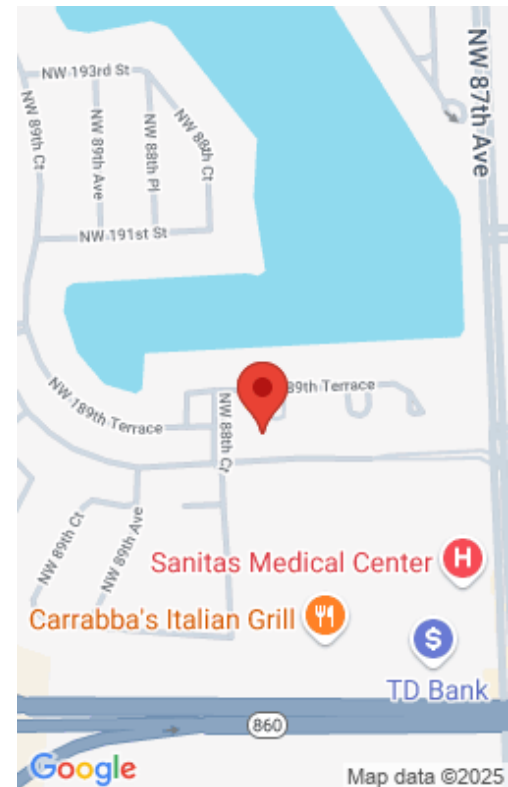 NW 87th Ave
NW 193rd St
NW 89th Ct
NW 89th Ave
NW 88th Pl
NW 88th Ct
NW 191st St
89th Terrace
NW 189th Terrace
NW 88th Ct
NW 89th Ct
NW 89th Ave
Sanitas Medical Center
H
Carrabba's Italian Grill
$
TD Bank
860
Google
Map data ©2025